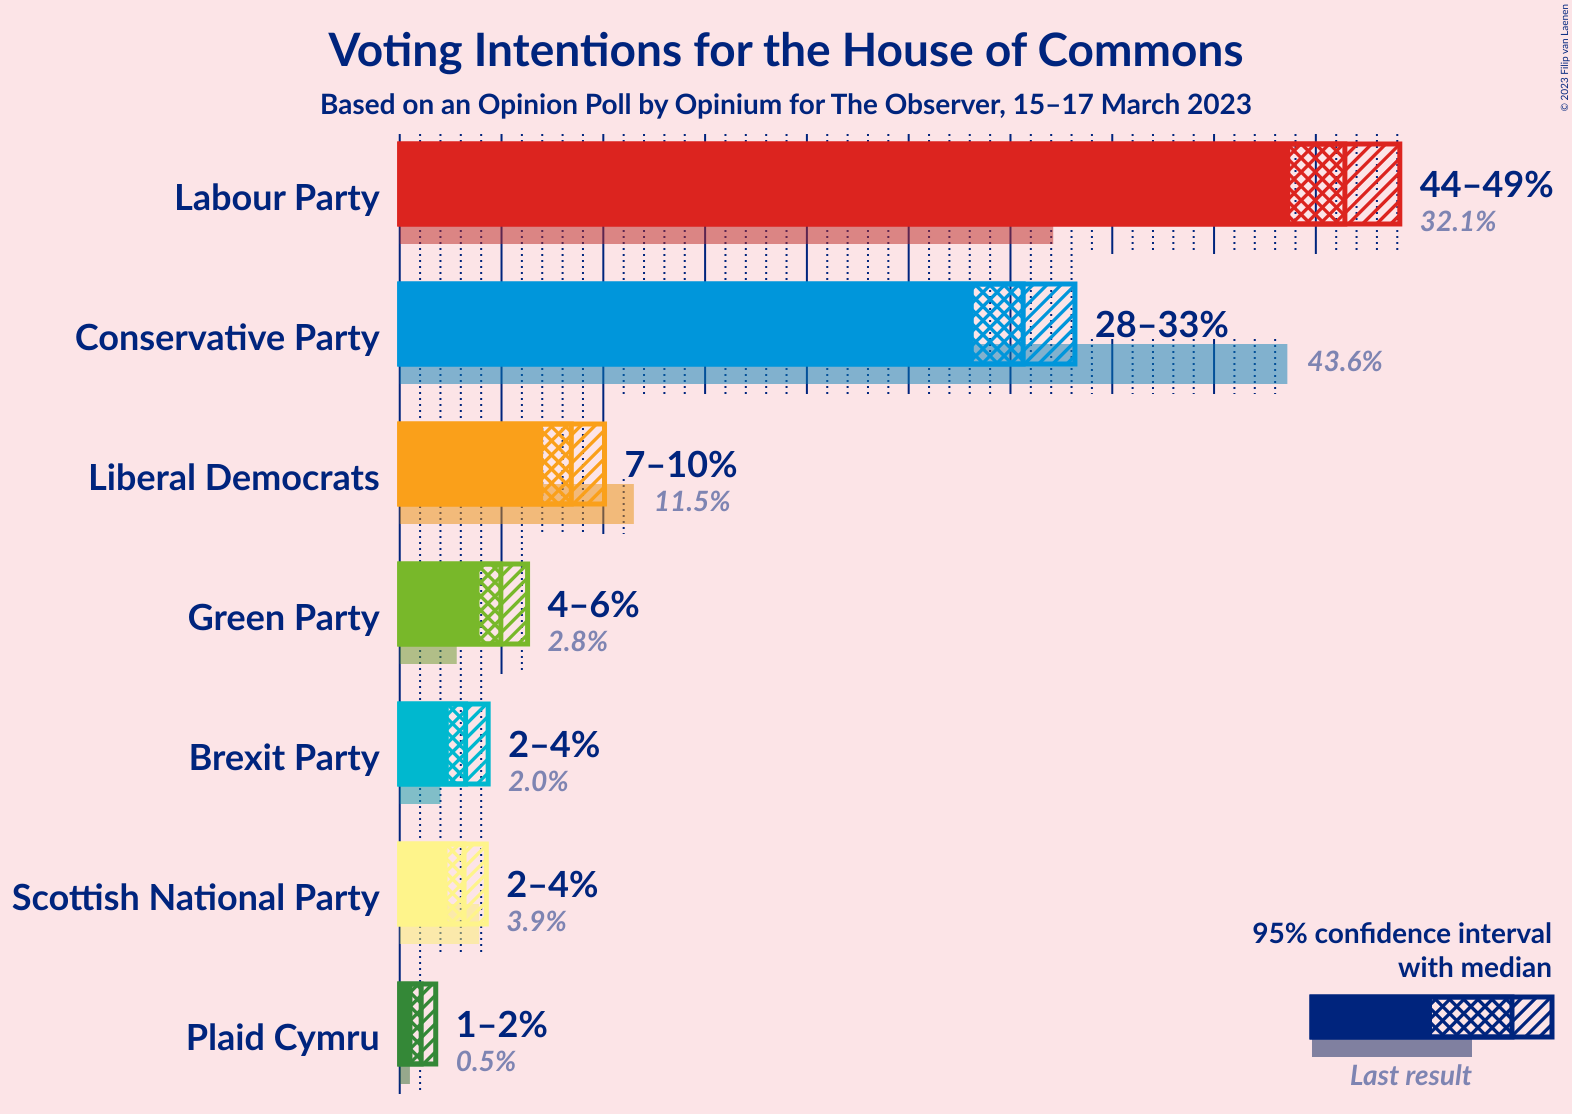 Voting Intentions for the House of Commons
Based on an Opinion Poll by Opinium for The Observer, 15–17 March 2023
© 2023 Filip van Laenen
Labour Party
44–49%
32.1%
Conservative Party
28–33%
43.6%
Liberal Democrats
7–10%
11.5%
Green Party
4–6%
2.8%
Brexit Party
2–4%
2.0%
Scottish National Party
2–4%
3.9%
Plaid Cymru
1–2%
0.5%
95% confidence interval
with median
Last result